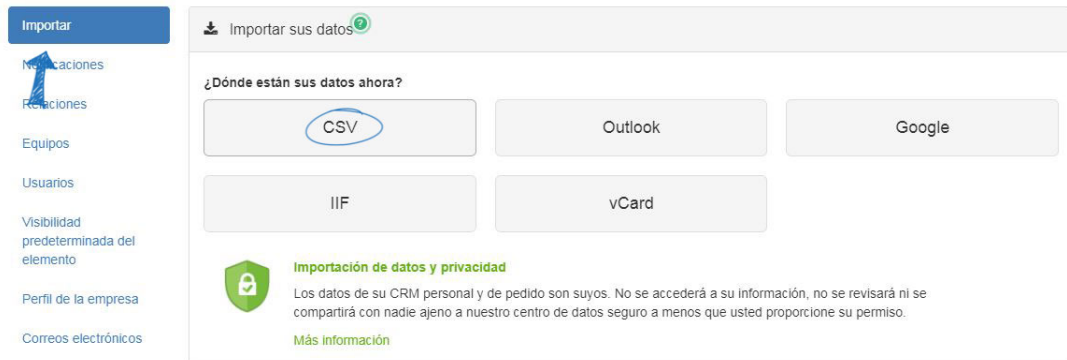 Importar
Notificaciones
Relaciones
Equipos
Usuarios
Visibilidad
predeterminada del
elemento
Perfil de la empresa
Correos electrónicos
Importar sus datos
?
¿Dónde están sus datos ahora?
CSV
Outlook
Google
IIF
vCard
Importación de datos y privacidad
Los datos de su CRM personal y de pedido son suyos. No se accederá a su información, no se revisará ni se
compartirá con nadie ajeno a nuestro centro de datos seguro a menos que usted proporcione su permiso.
Más información